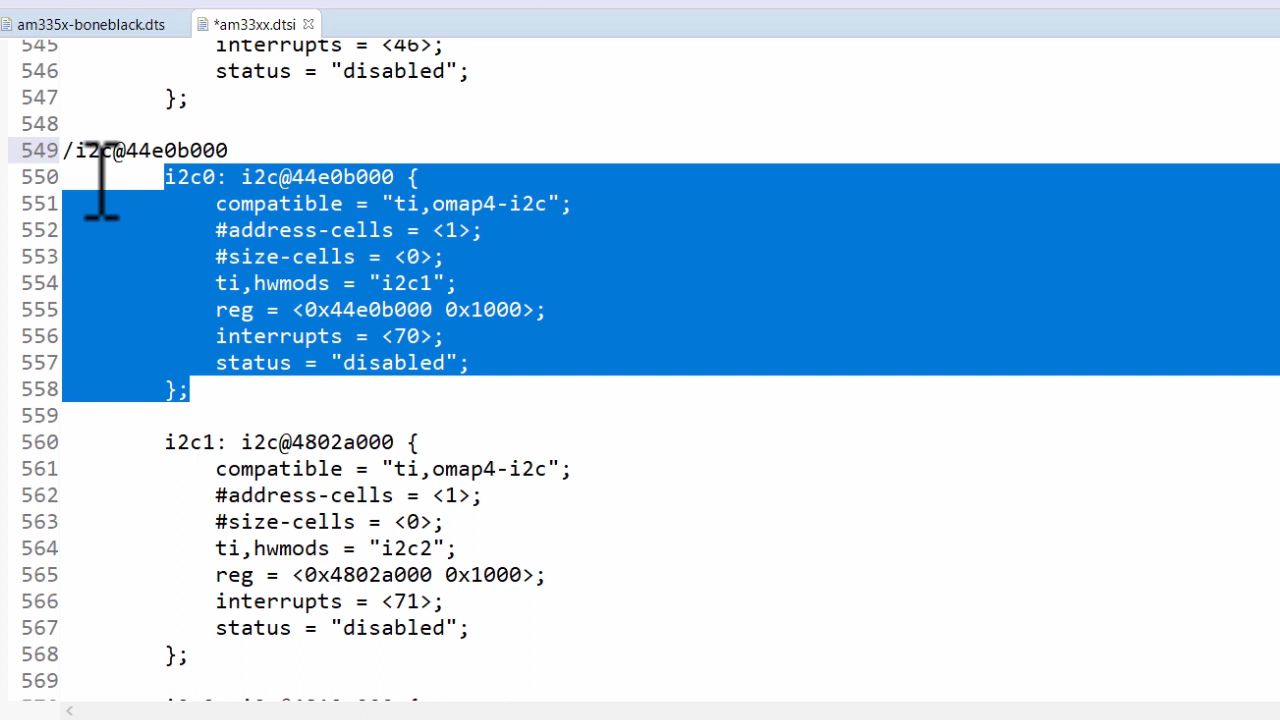 am335x-boneblack.dts *am33xx.dtsi
545 interrupts = <46>;
546 status = "disabled";
547 };
548
549 /i2c@44e0b000
550 i2c0: i2c@44e0b000 {
551 compatible = "ti,omap4-i2c";
552 #address-cells = <1>;
553 #size-cells = <0>;
554 ti,hwmods = "i2c1";
555 reg = <0x44e0b000 0x1000>;
556 interrupts = <70>;
557 status = "disabled";
558 };
559
560 i2c1: i2c@4802a000 {
561 compatible = "ti,omap4-i2c";
562 #address-cells = <1>;
563 #size-cells = <0>;
564 ti,hwmods = "i2c2";
565 reg = <0x4802a000 0x1000>;
566 interrupts = <71>;
567 status = "disabled";
568 };
569